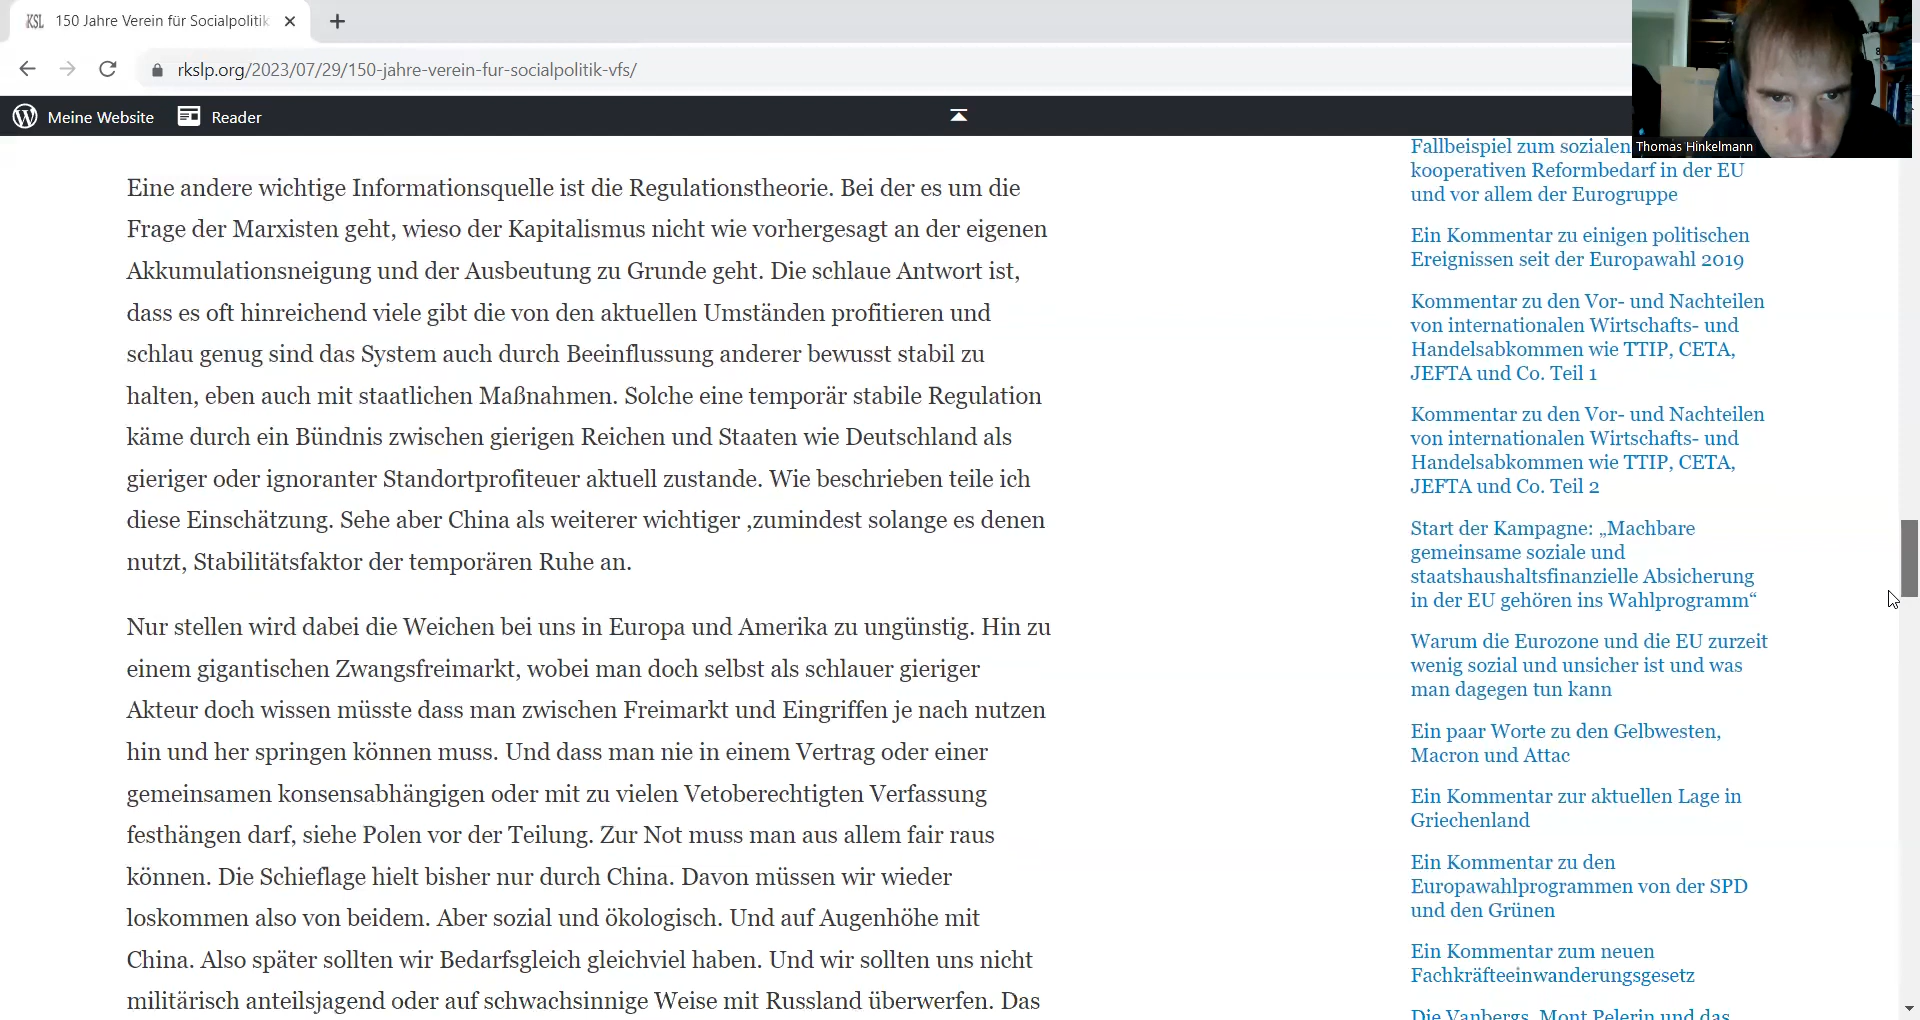 KSL 150 Jahre Verein für Socialpolitik
rkslp.org/2023/07/29/150-jahre-verein-fur-socialpolitik-vfs/
Meine Website Reader
Thomas Hinkelmann
Eine andere wichtige Informationsquelle ist die Regulationstheorie. Bei der es um die
Frage der Marxisten geht, wieso der Kapitalismus nicht wie vorhergesagt an der eigenen
Akkumulationsneigung und der Ausbeutung zu Grunde geht. Die schlaue Antwort ist,
dass es oft hinreichend viele gibt die von den aktuellen Umständen profitieren und
schlau genug sind das System auch durch Beeinflussung anderer bewusst stabil zu
halten, eben auch mit staatlichen Maßnahmen. Solche eine temporär stabile Regulation
käme durch ein Bündnis zwischen gierigen Reichen und Staaten wie Deutschland als
gieriger oder ignoranter Standortprofiteuer aktuell zustande. Wie beschrieben teile ich
diese Einschätzung. Sehe aber China als weiterer wichtiger ,zumindest solange es denen
nutzt, Stabilitätsfaktor der temporären Ruhe an.
Nur stellen wird dabei die Weichen bei uns in Europa und Amerika zu ungünstig. Hin zu
einem gigantischen Zwangsfreimarkt, wobei man doch selbst als schlauer gieriger
Akteur doch wissen müsste dass man zwischen Freimarkt und Eingriffen je nach nutzen
hin und her springen können muss. Und dass man nie in einem Vertrag oder einer
gemeinsamen konsensabhängigen oder mit zu vielen Vetoberechtigten Verfassung
festhängen darf, siehe Polen vor der Teilung. Zur Not muss man aus allem fair raus
können. Die Schieflage hielt bisher nur durch China. Davon müssen wir wieder
loskommen also von beidem. Aber sozial und ökologisch. Und auf Augenhöhe mit
China. Also später sollten wir Bedarfsgleich gleichviel haben. Und wir sollten uns nicht
militärisch anteilsjagend oder auf schwachsinnige Weise mit Russland überwerfen. Das
Fallbeispiel zum sozialen
kooperativen Reformbedarf in der EU
und vor allem der Eurogruppe
Ein Kommentar zu einigen politischen
Ereignissen seit der Europawahl 2019
Kommentar zu den Vor- und Nachteilen
von internationalen Wirtschafts- und
Handelsabkommen wie TTIP, CETA,
JEFTA und Co. Teil 1
Kommentar zu den Vor- und Nachteilen
von internationalen Wirtschafts- und
Handelsabkommen wie TTIP, CETA,
JEFTA und Co. Teil 2
Start der Kampagne: „Machbare
gemeinsame soziale und
staatshaushaltsfinanzielle Absicherung
in der EU gehören ins Wahlprogramm“
Warum die Eurozone und die EU zurzeit
wenig sozial und unsicher ist und was
man dagegen tun kann
Ein paar Worte zu den Gelbwesten,
Macron und Attac
Ein Kommentar zur aktuellen Lage in
Griechenland
Ein Kommentar zu den
Europawahlprogrammen von der SPD
und den Grünen
Ein Kommentar zum neuen
Fachkräfteeinwanderungsgesetz
Die Vanbergs, Mont Pelerin und das